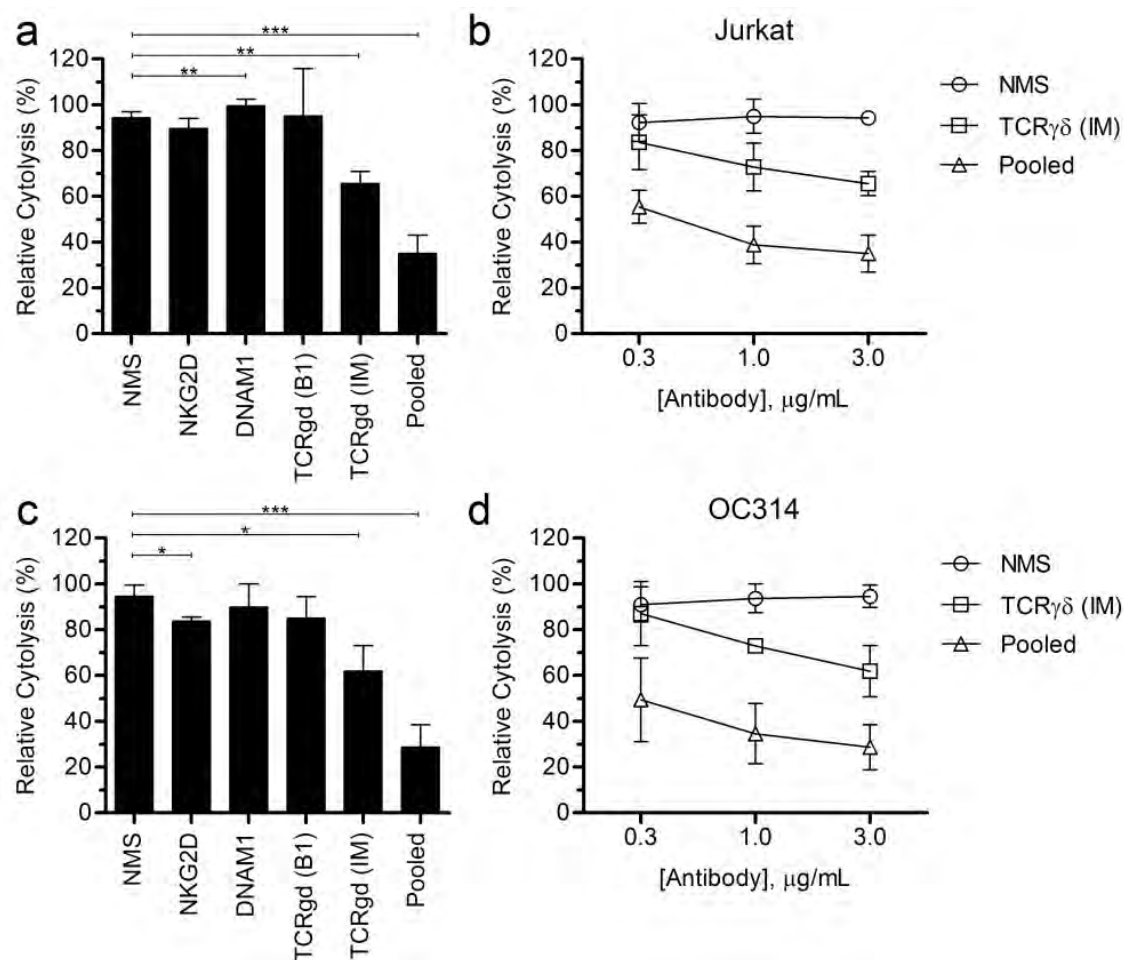 a
***
**
**
120
100
80
60
40
20
0
Relative Cytolysis (%)
NMS
NKG2D
DNAM1
TCRgd (B1)
TCRgd (IM)
Pooled
b
Jurkat
120
100
80
60
40
20
0
Relative Cytolysis (%)
0.3
1.0
3.0
[Antibody], μg/mL
NMS
TCRγδ (IM)
Pooled
c
***
*
*
120
100
80
60
40
20
0
Relative Cytolysis (%)
NMS
NKG2D
DNAM1
TCRgd (B1)
TCRgd (IM)
Pooled
d
OC314
120
100
80
60
40
20
0
Relative Cytolysis (%)
0.3
1.0
3.0
[Antibody], μg/mL
NMS
TCRγδ (IM)
Pooled